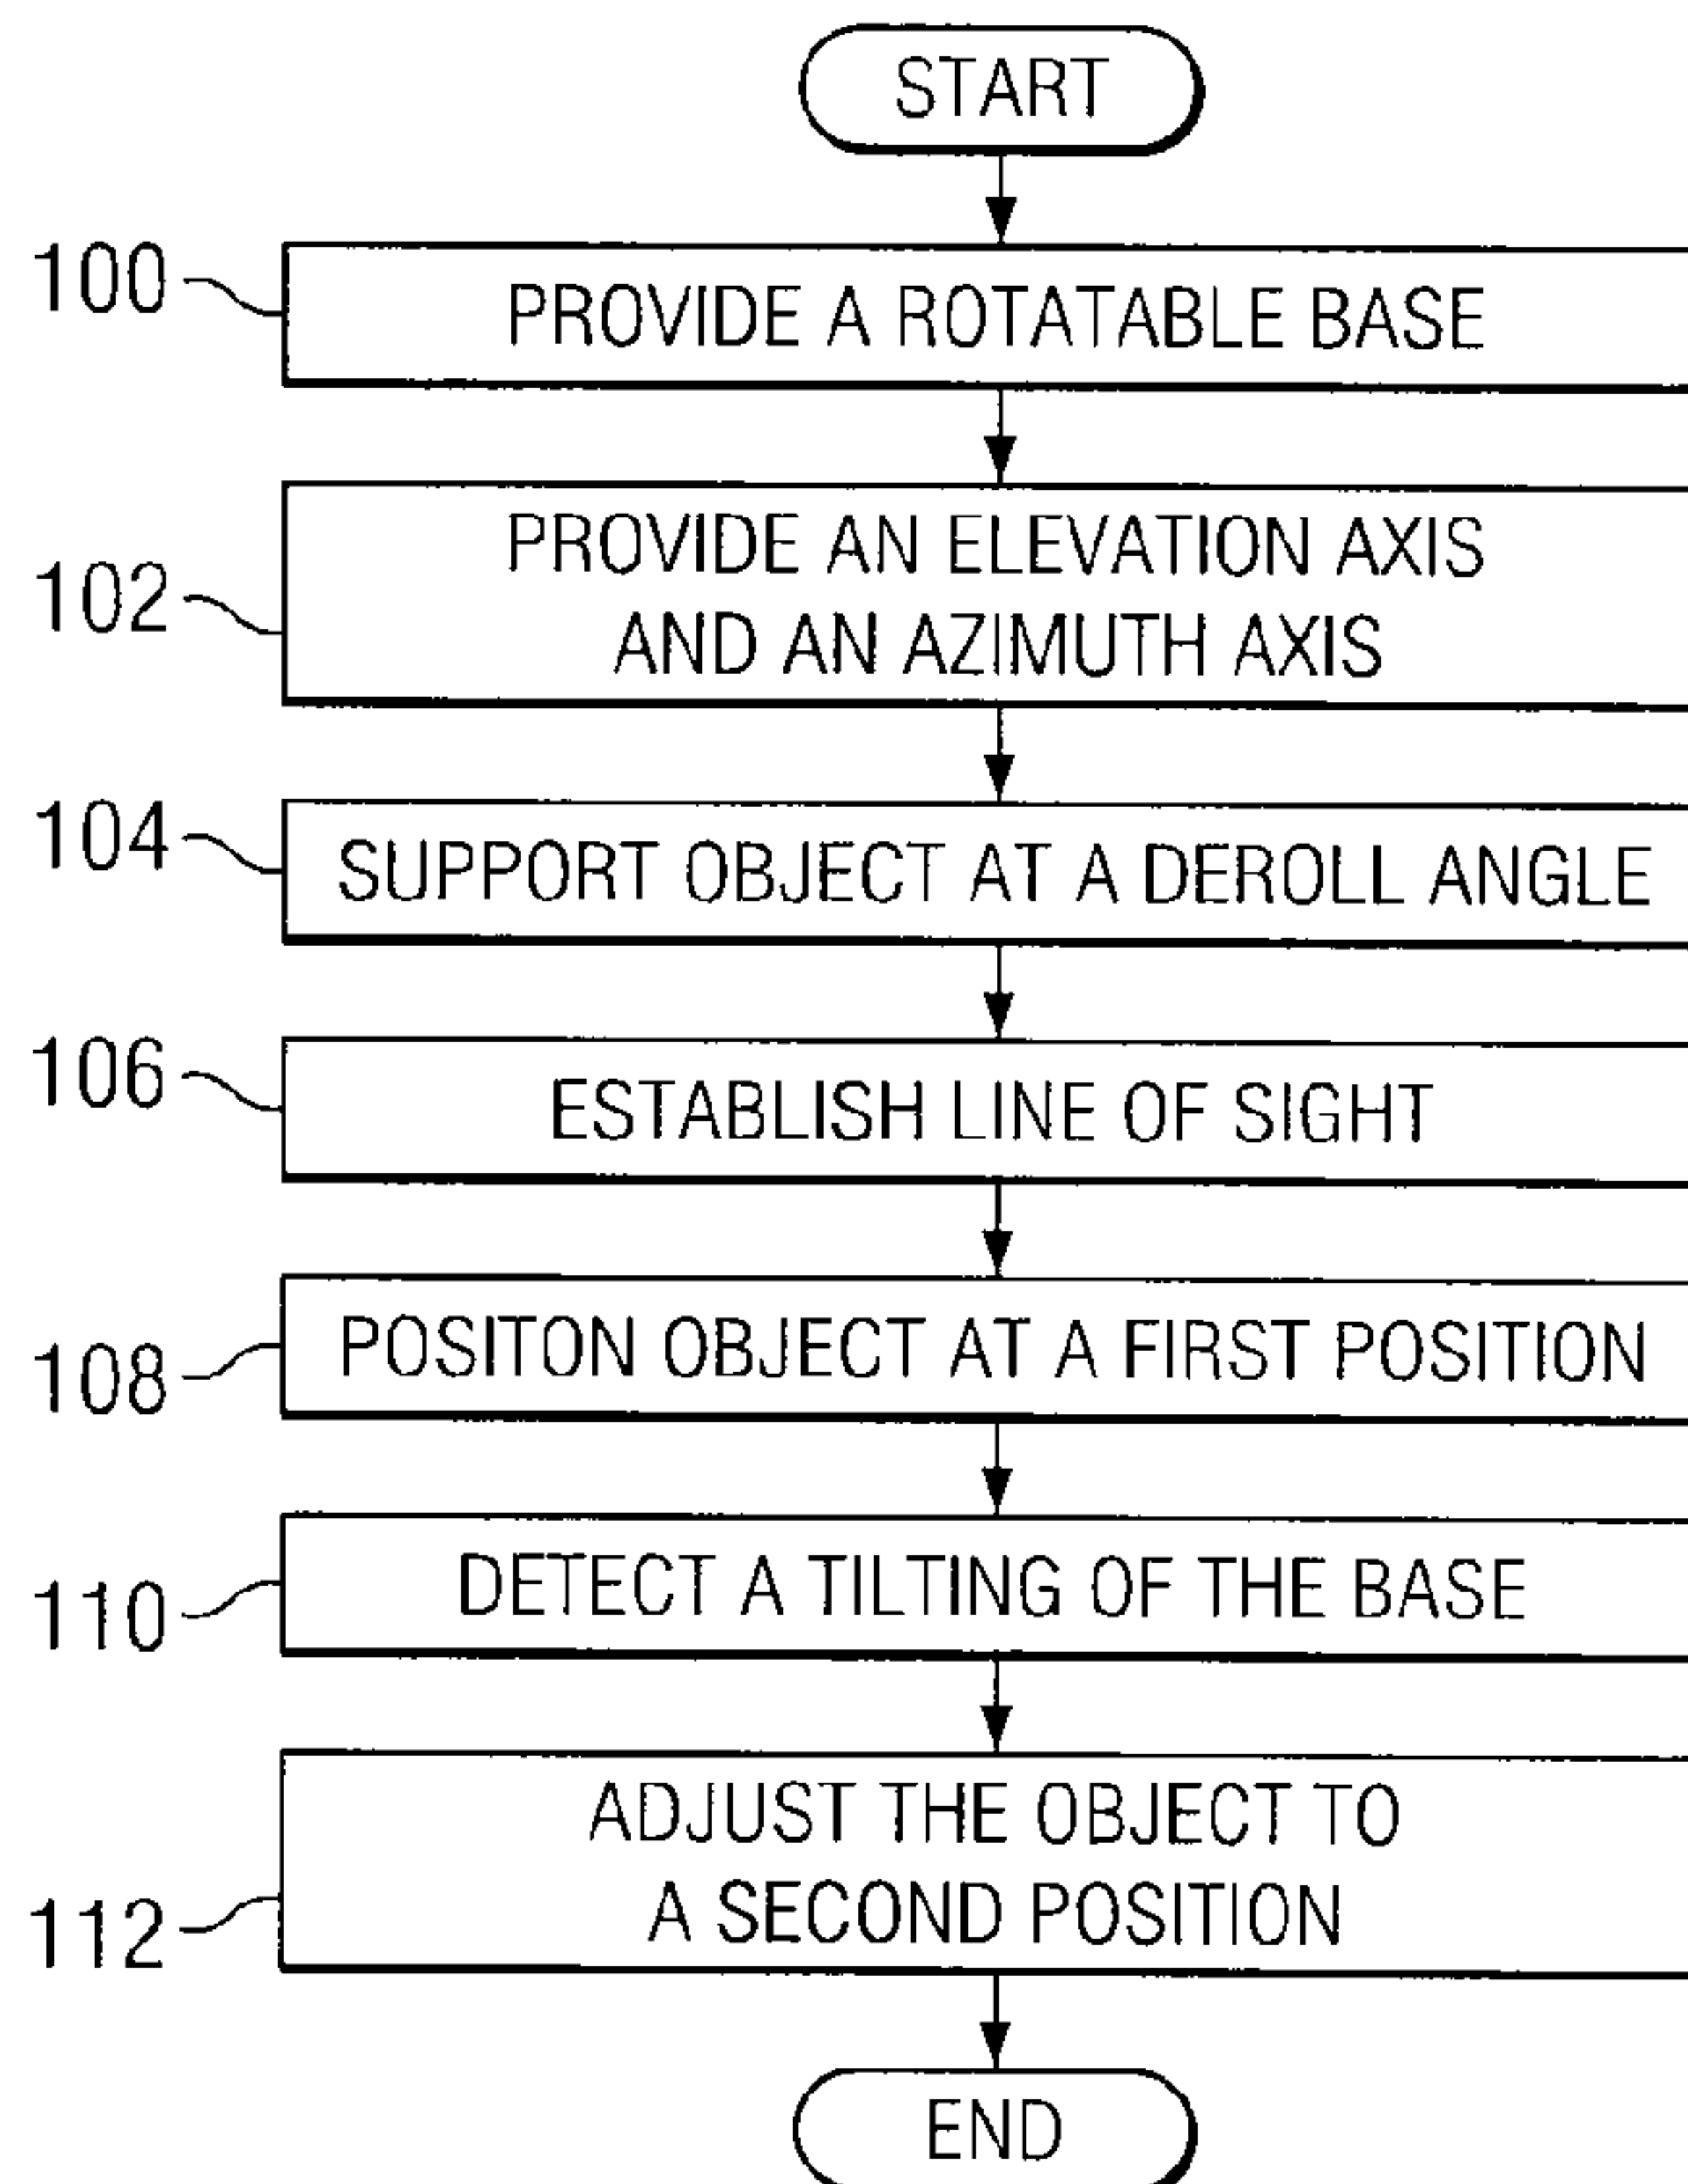 START
100
PROVIDE A ROTATABLE BASE
102
PROVIDE AN ELEVATION AXIS
AND AN AZIMUTH AXIS
104
SUPPORT OBJECT AT A DEROLL ANGLE
106
ESTABLISH LINE OF SIGHT
108
POSITON OBJECT AT A FIRST POSITION
110
DETECT A TILTING OF THE BASE
112
ADJUST THE OBJECT TO
A SECOND POSITION
END